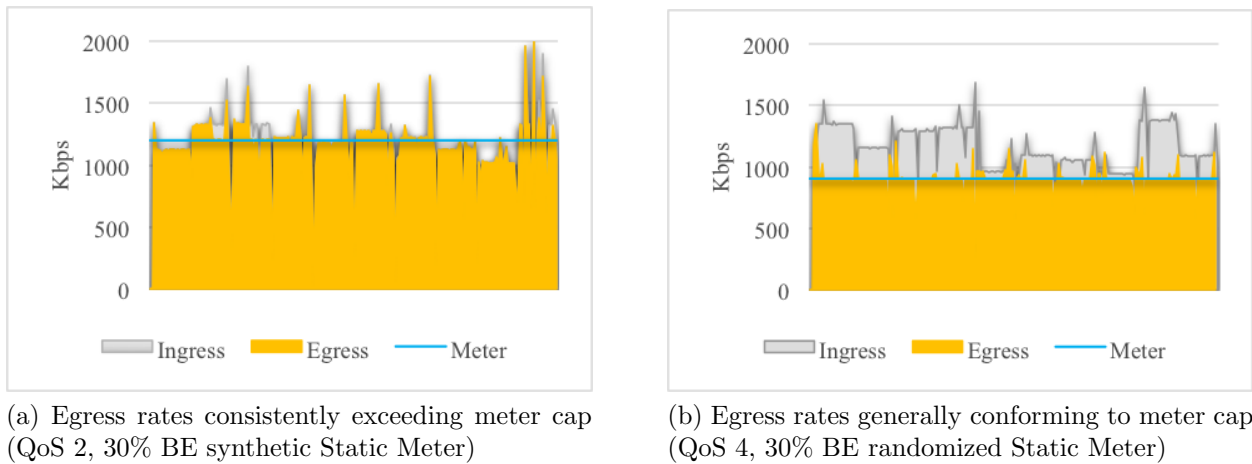 2000
1500
1000
500
0
Kbps
Ingress Egress Meter
2000
1500
1000
500
0
Kbps
Ingress Egress Meter
(a) Egress rates consistently exceeding meter cap
(QoS 2, 30% BE synthetic Static Meter)
(b) Egress rates generally conforming to meter cap
(QoS 4, 30% BE randomized Static Meter)